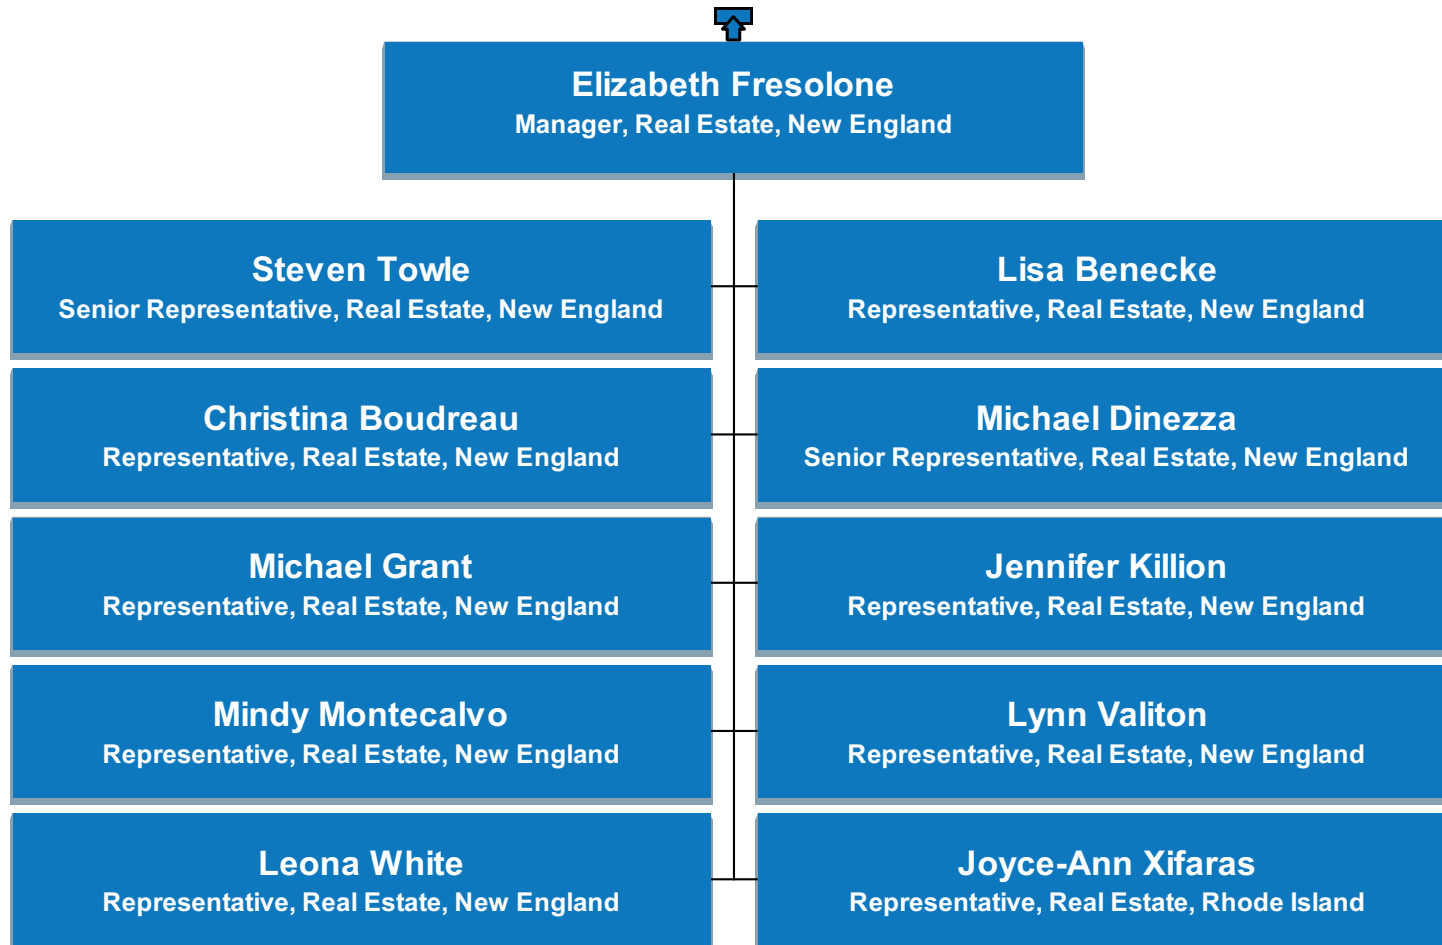 Elizabeth Fresolone
Manager, Real Estate, New England
Steven Towle
Senior Representative, Real Estate, New England
Lisa Benecke
Representative, Real Estate, New England
Christina Boudreau
Representative, Real Estate, New England
Michael Dinezza
Senior Representative, Real Estate, New England
Michael Grant
Representative, Real Estate, New England
Jennifer Killion
Representative, Real Estate, New England
Mindy Montecalvo
Representative, Real Estate, New England
Lynn Valiton
Representative, Real Estate, New England
Leona White
Representative, Real Estate, New England
Joyce-Ann Xifaras
Representative, Real Estate, Rhode Island